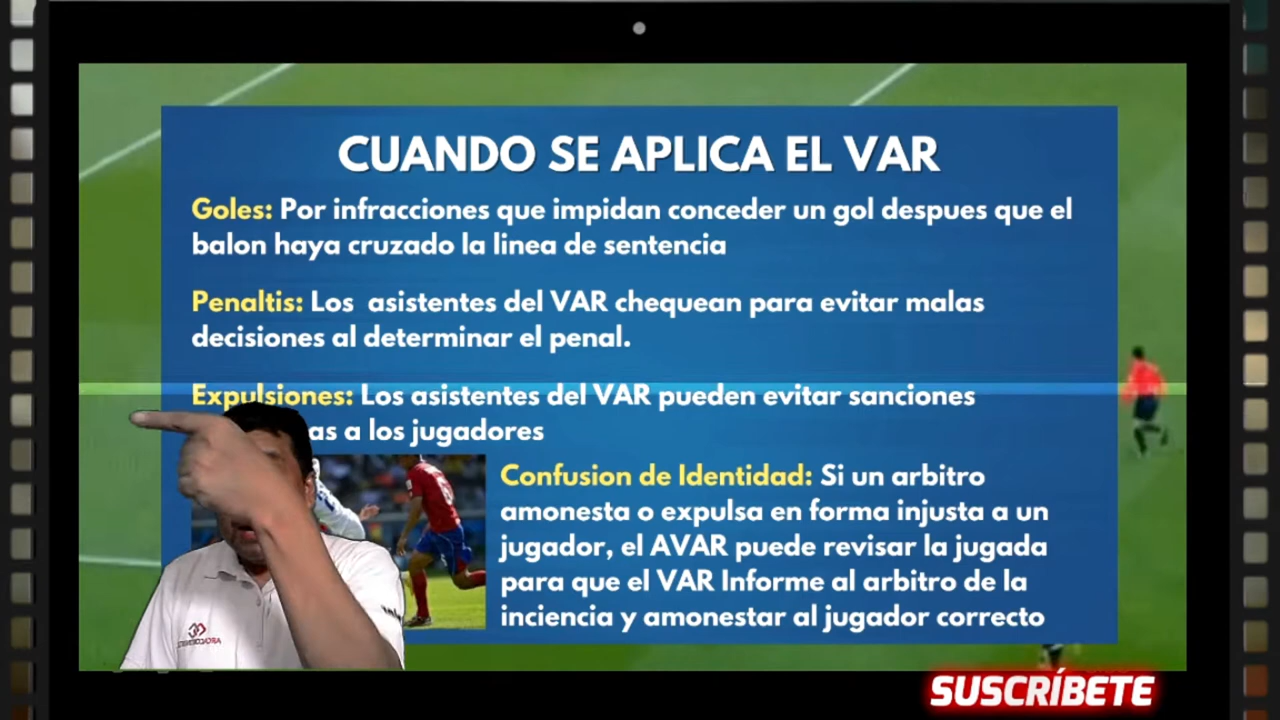 CUANDO SE APLICA EL VAR
Goles: Por infracciones que impidan conceder un gol despues que el
balon haya cruzado la linea de sentencia
Penaltis: Los asistentes del VAR chequean para evitar malas
decisiones al determinar el penal.
Expulsiones: Los asistentes del VAR pueden evitar sanciones
as a los jugadores
Confusion de Identidad: Si un arbitro
amonesta o expulsa en forma injusta a un
jugador, el AVAR puede revisar la jugada
para que el VAR Informe al arbitro de la
inciencia y amonestar al jugador correcto
SUSCRÍBETE